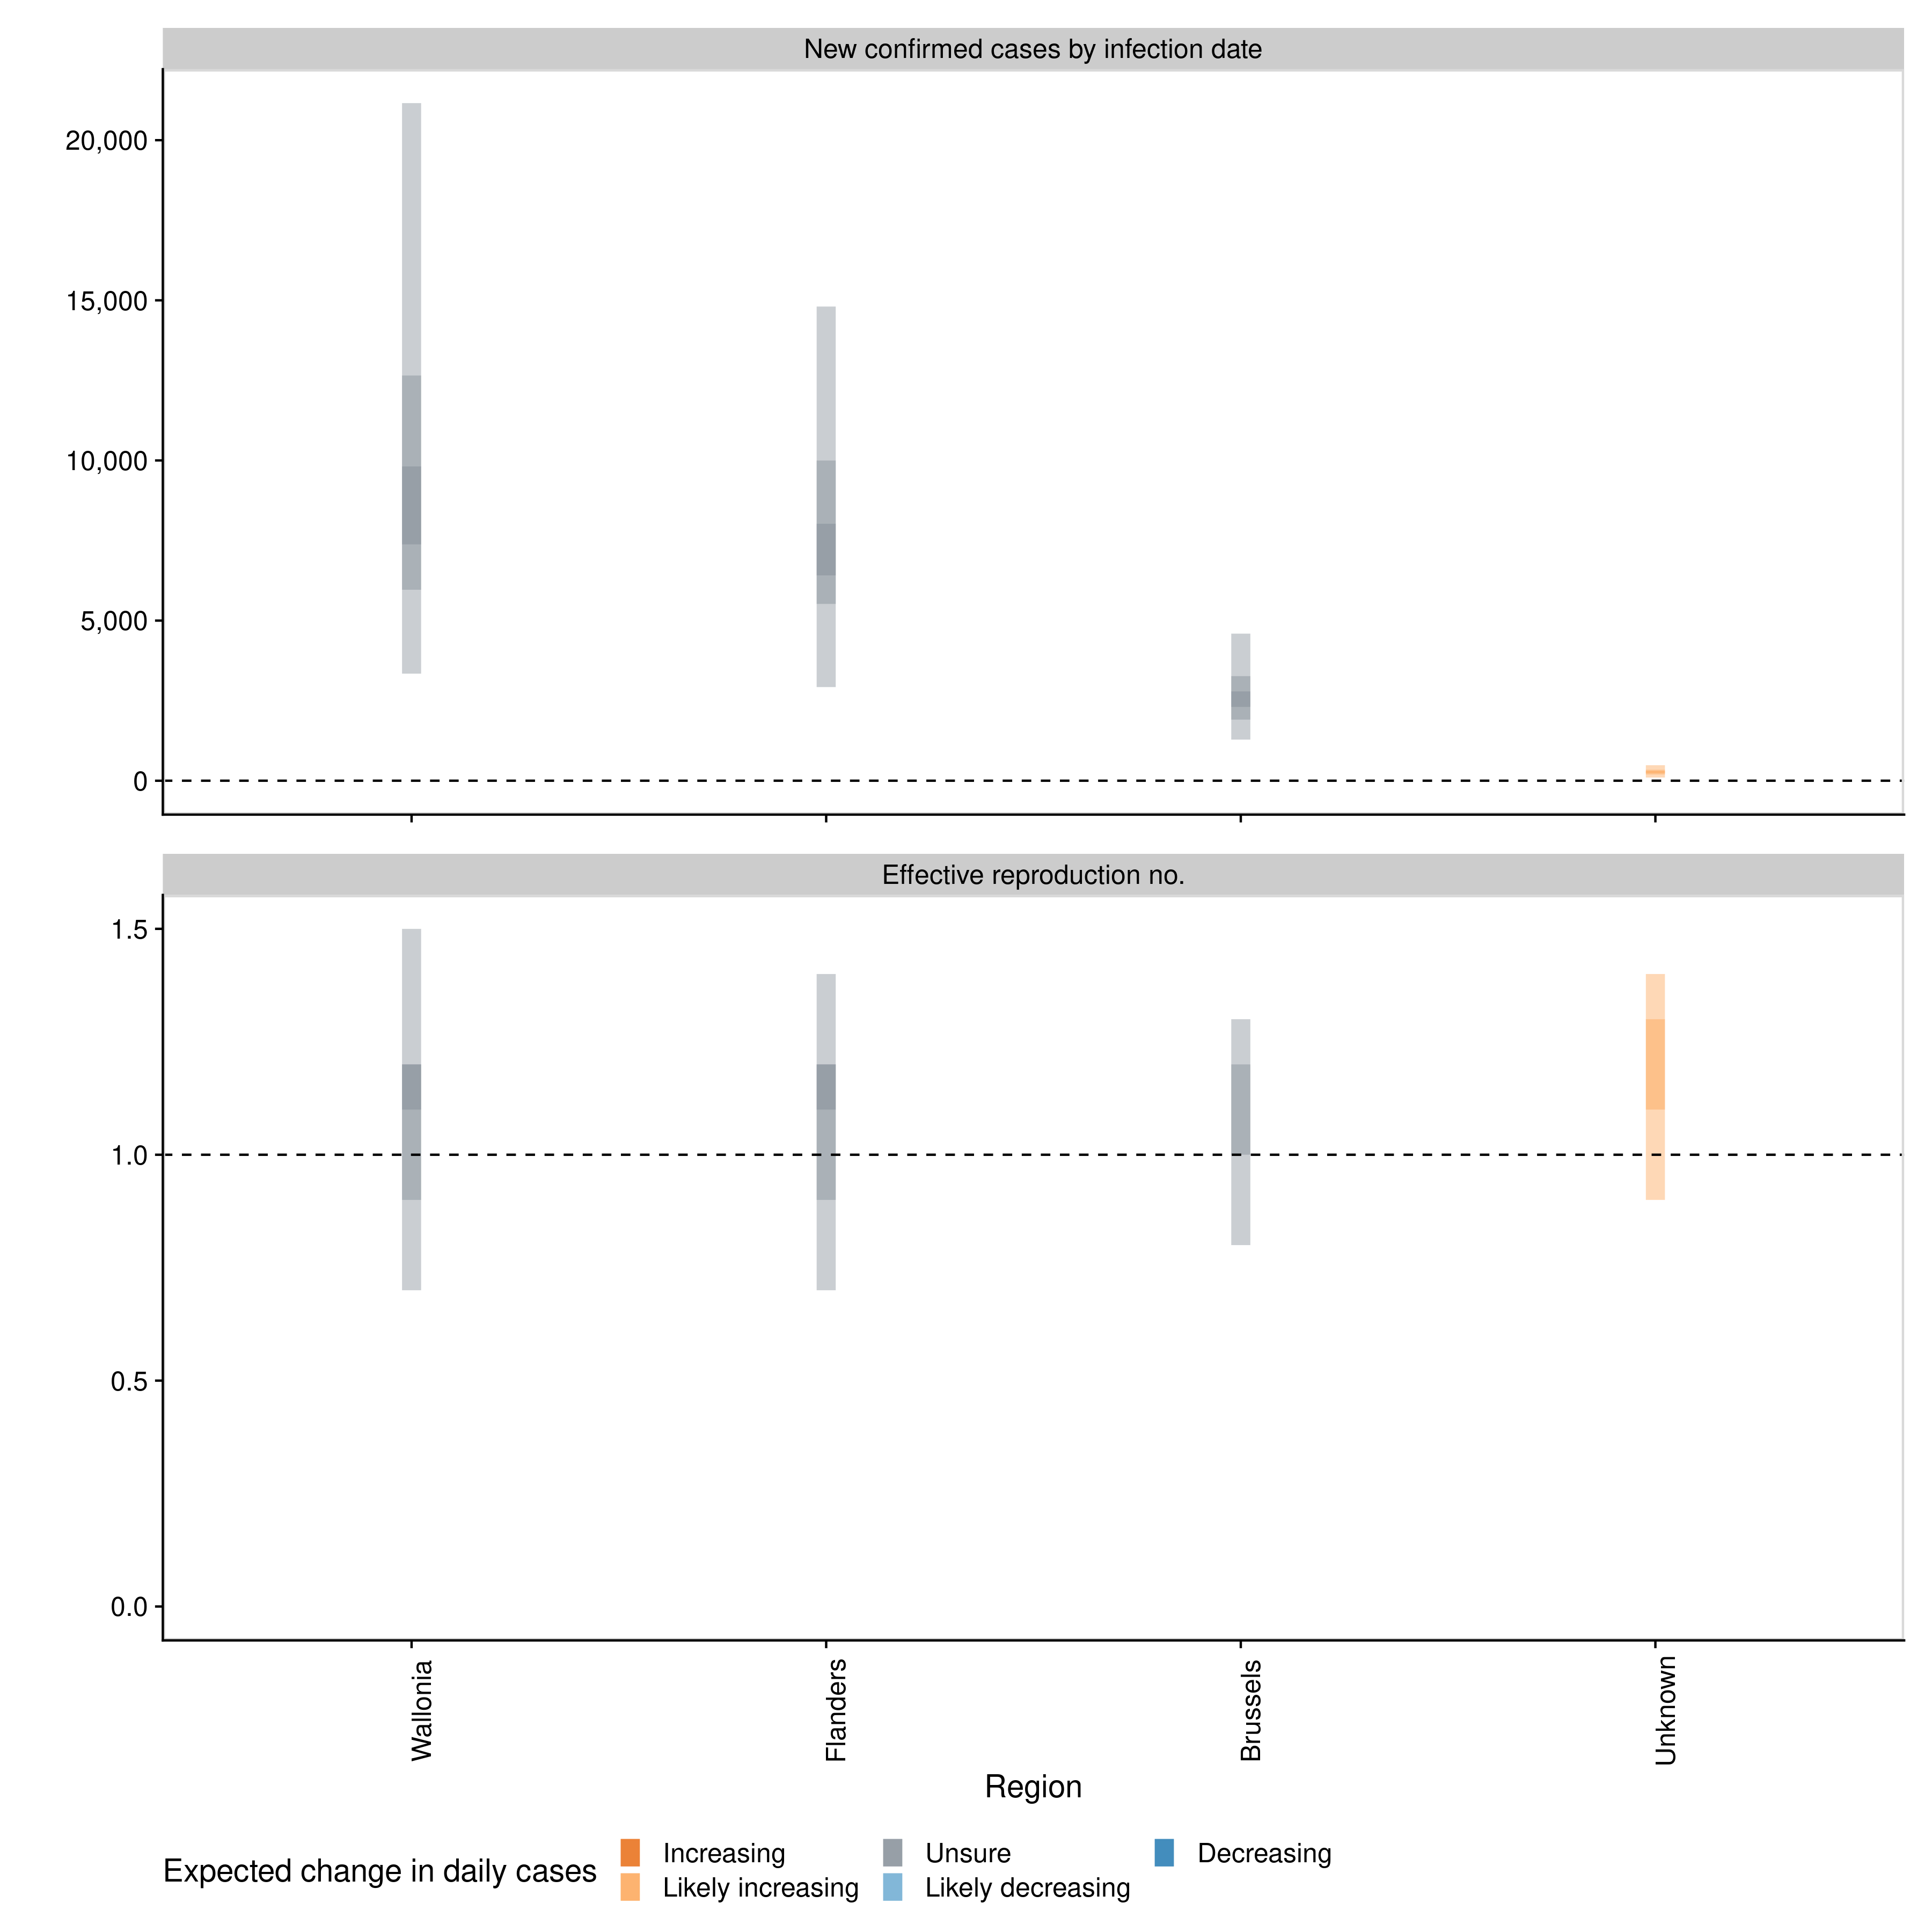 New confirmed cases by infection date
20,000
15,000
10,000
5,000
0
Effective reproduction no.
1.5
1.0
0.5
0.0
Wallonia
Flanders
Brussels
Unknown
Region
Expected change in daily cases
Increasing
Unsure
Decreasing
Likely increasing
Likely decreasing